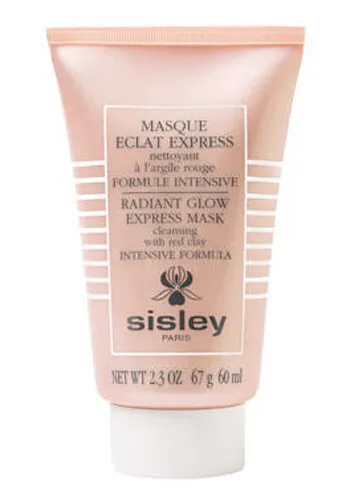 MASQUE
ECLAT EXPRESS
nettoyant
à l'argile rouge
FORMULE INTENSIVE
RADIANT GLOW
EXPRESS MASK
cleansing
with red clay
INTENSIVE FORMULA
sisley
PARIS
NET WT 2.3 OZ 67 g 60 ml